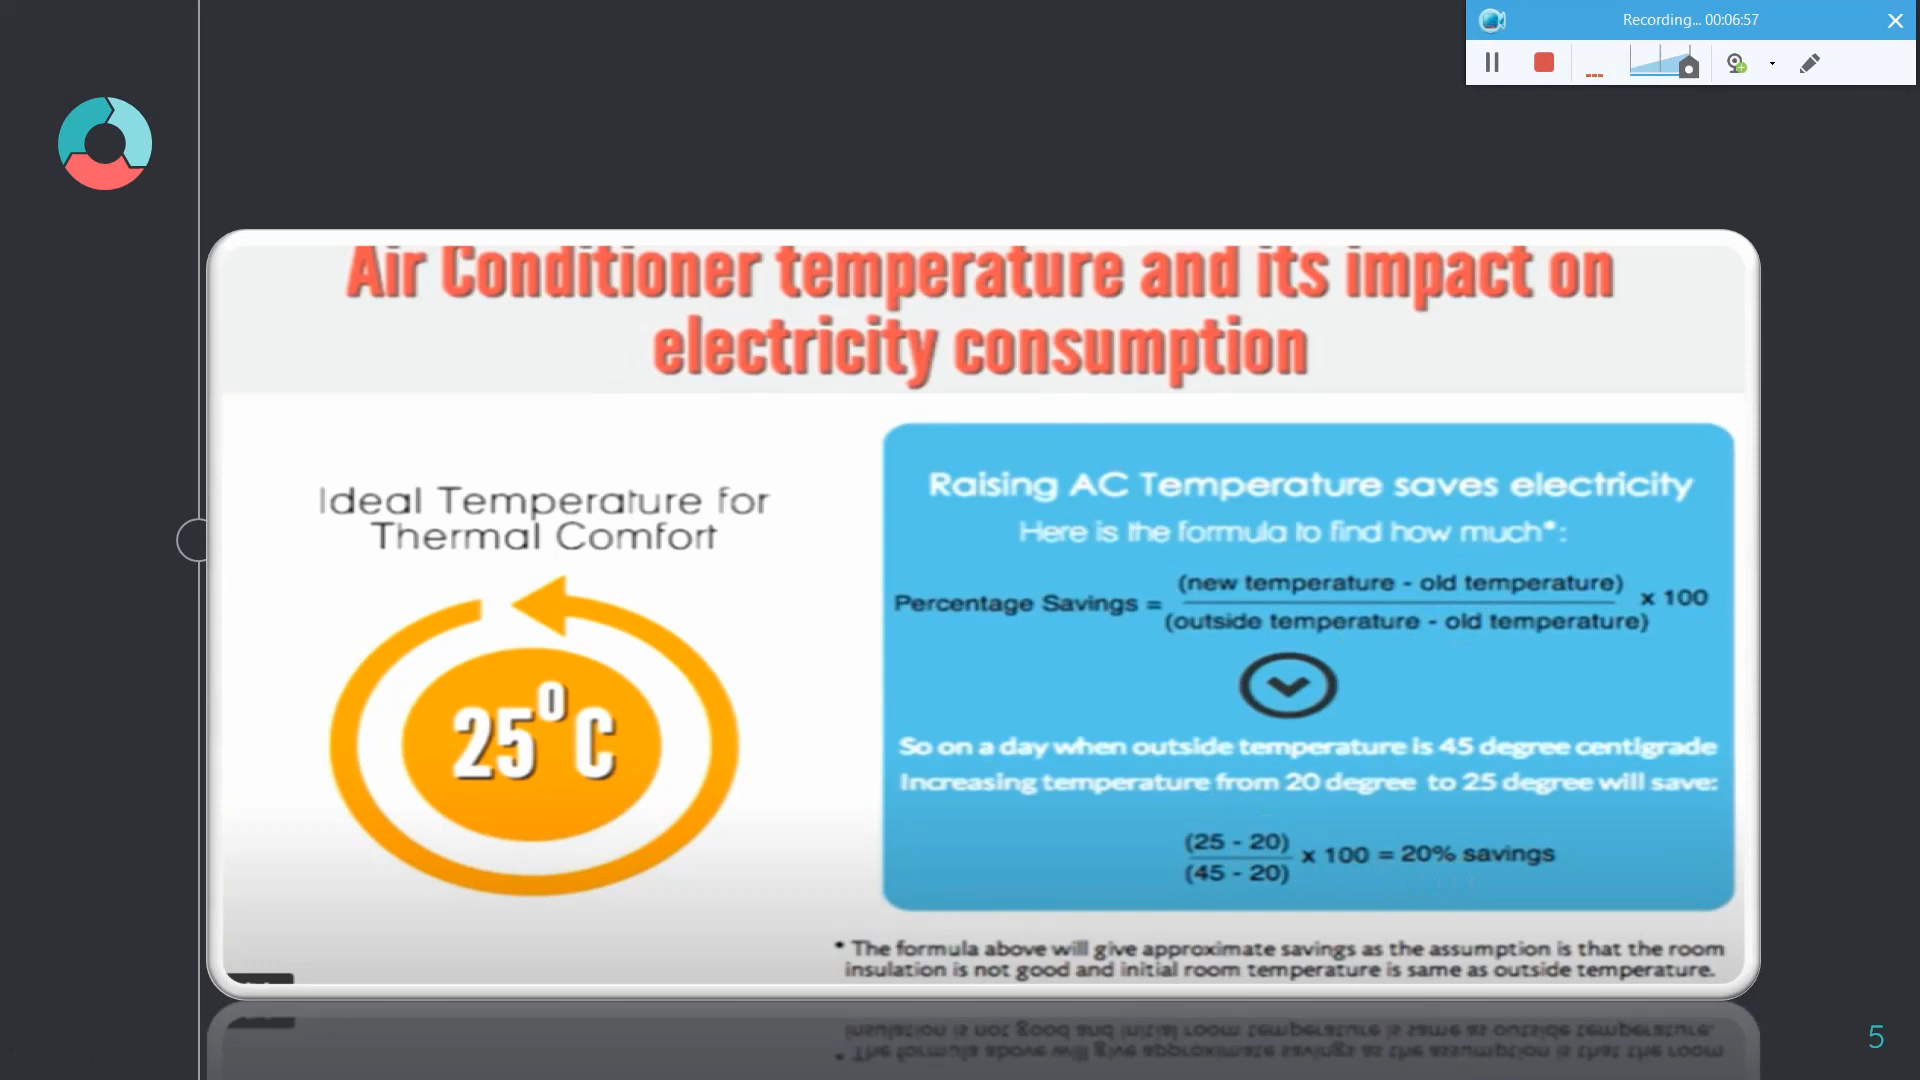 Recording... 00:06:57
Air Conditioner temperature and its impact on
electricity consumption
Ideal Temperature for
Thermal Comfort
25⁰C
Raising AC Temperature saves electricity
Here is the formula to find how much*:
Percentage Savings = (new temperature - old temperature) x 100
(outside temperature - old temperature)
So on a day when outside temperature is 45 degree centigrade
Increasing temperature from 20 degree to 25 degree will save:
(25 - 20) x 100 = 20% savings
(45 - 20)
* The formula above will give approximate savings as the assumption is that the room
insulation is not good and initial room temperature is same as outside temperature.
5